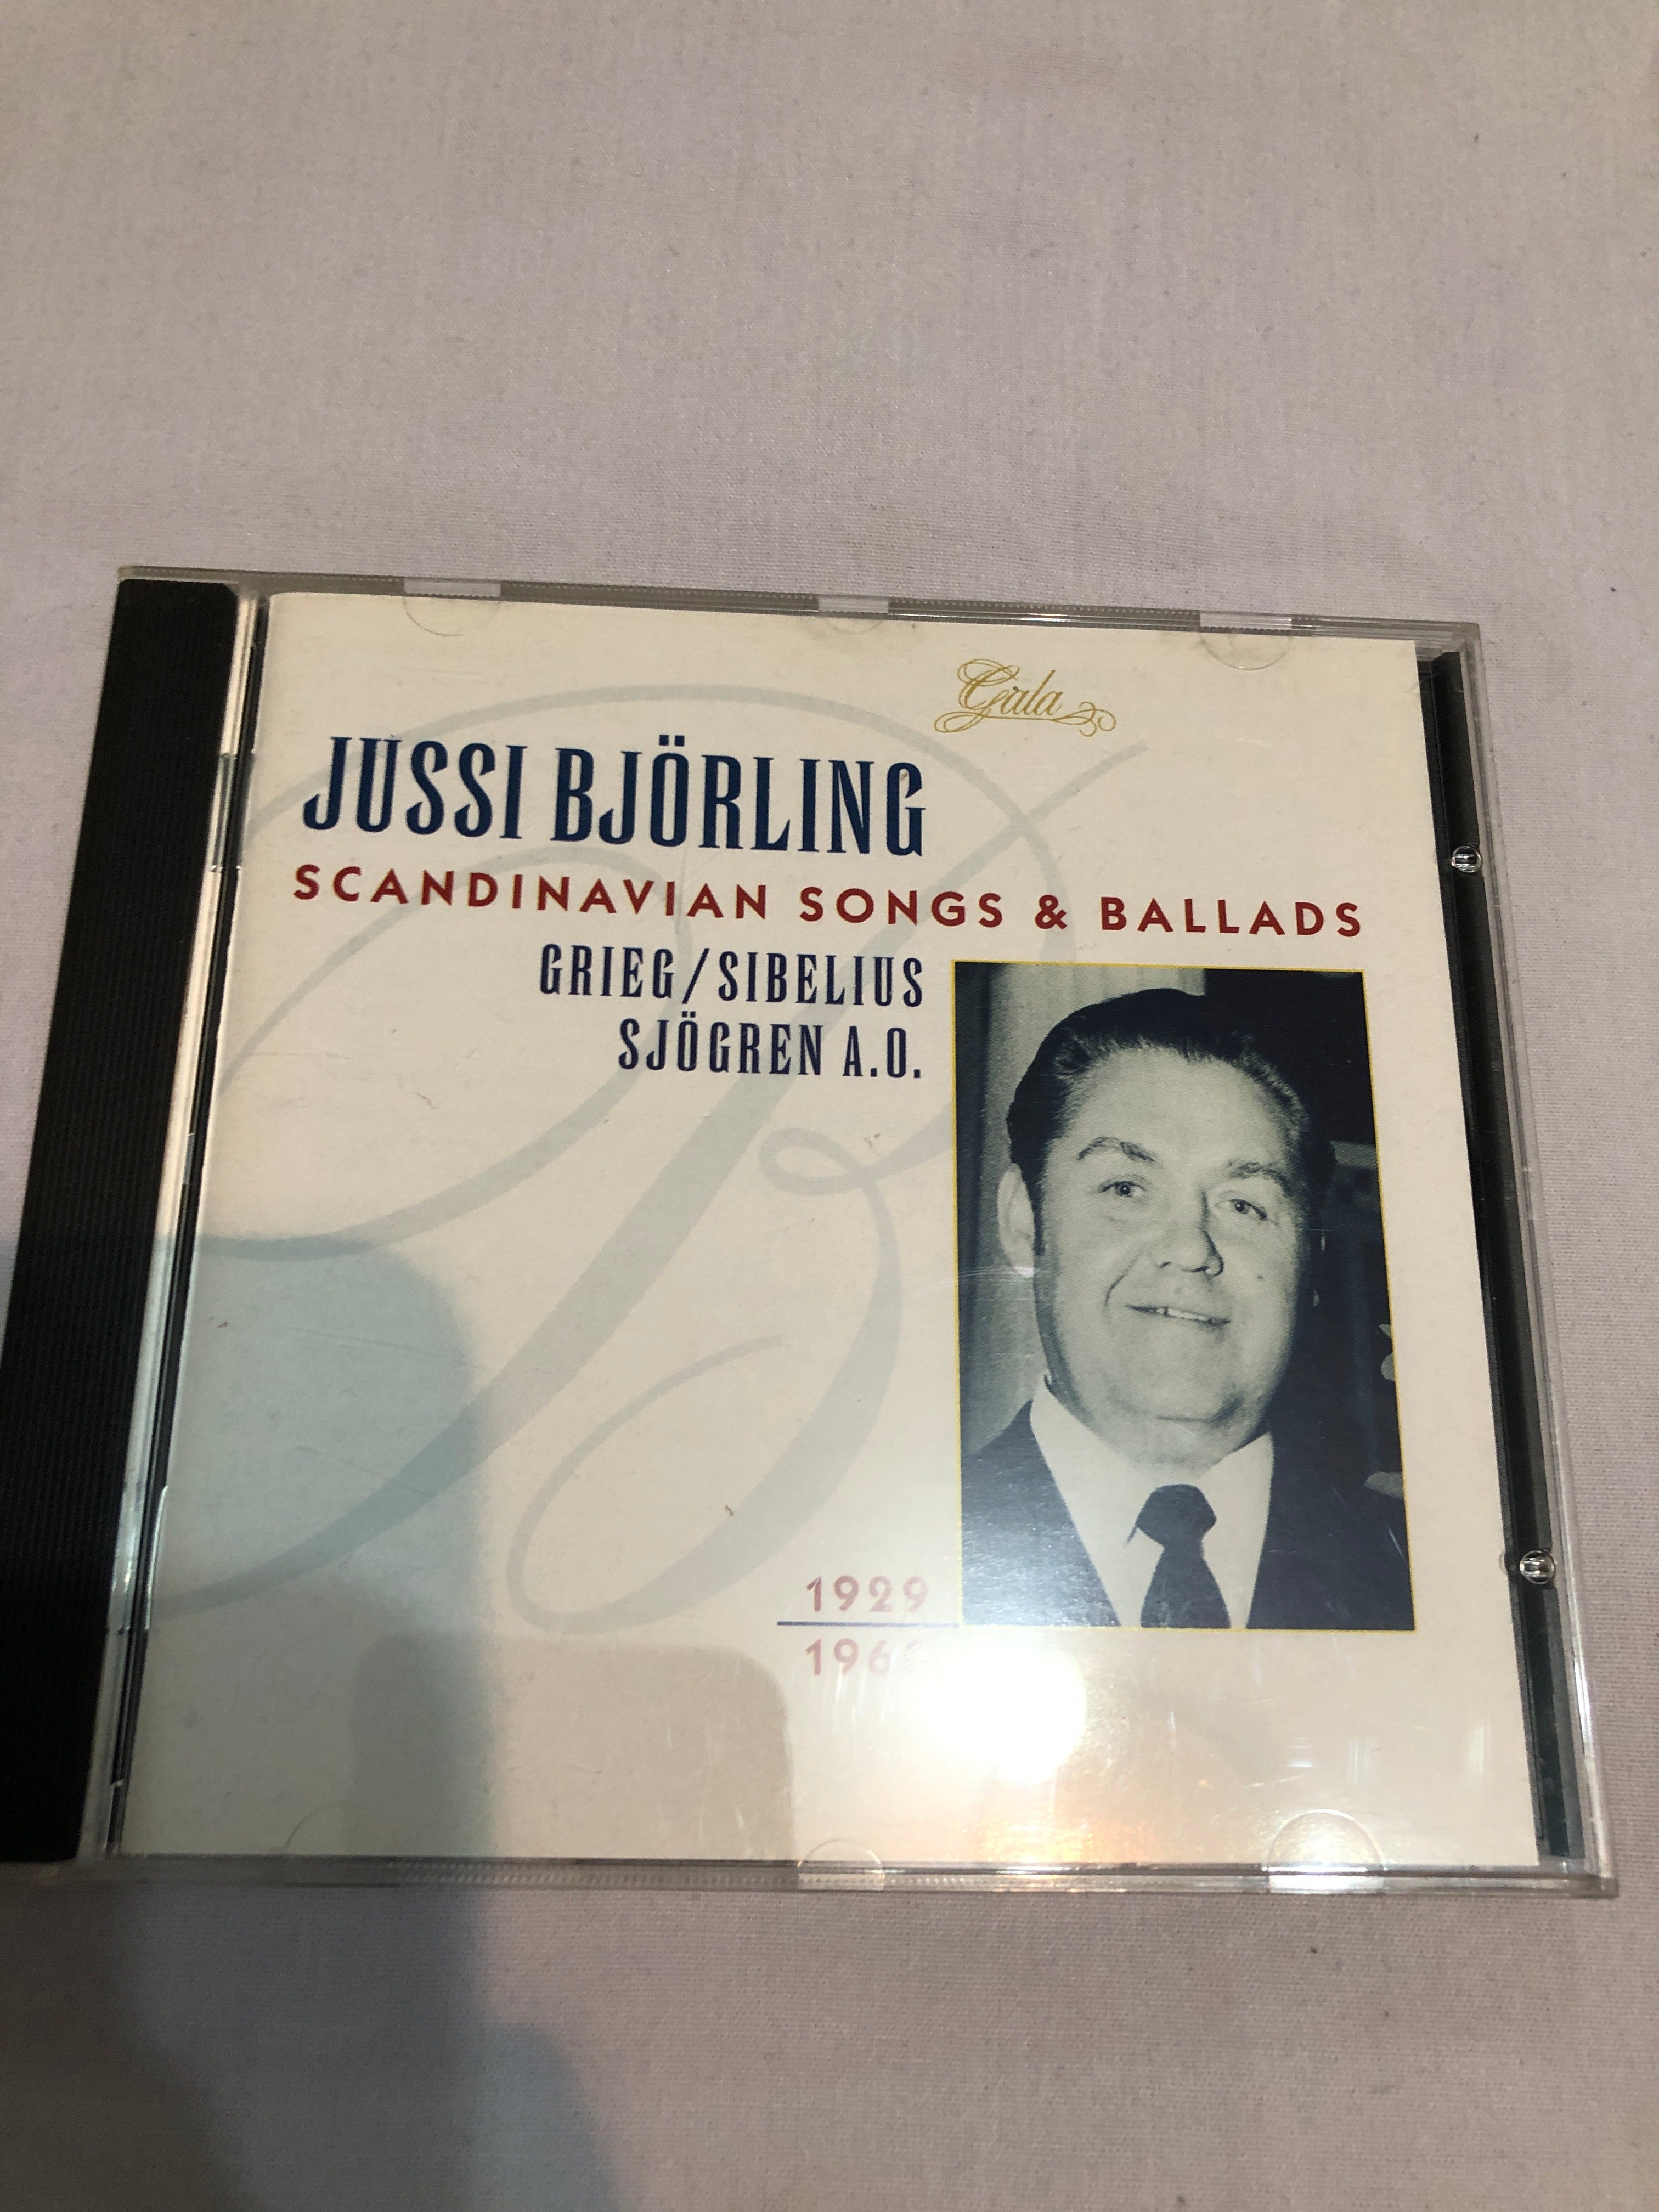 Gala
JUSSI BJÖRLING
SCANDINAVIAN SONGS & BALLADS
GRIEG/SIBELIUS
SJÖGREN A.O.
1929